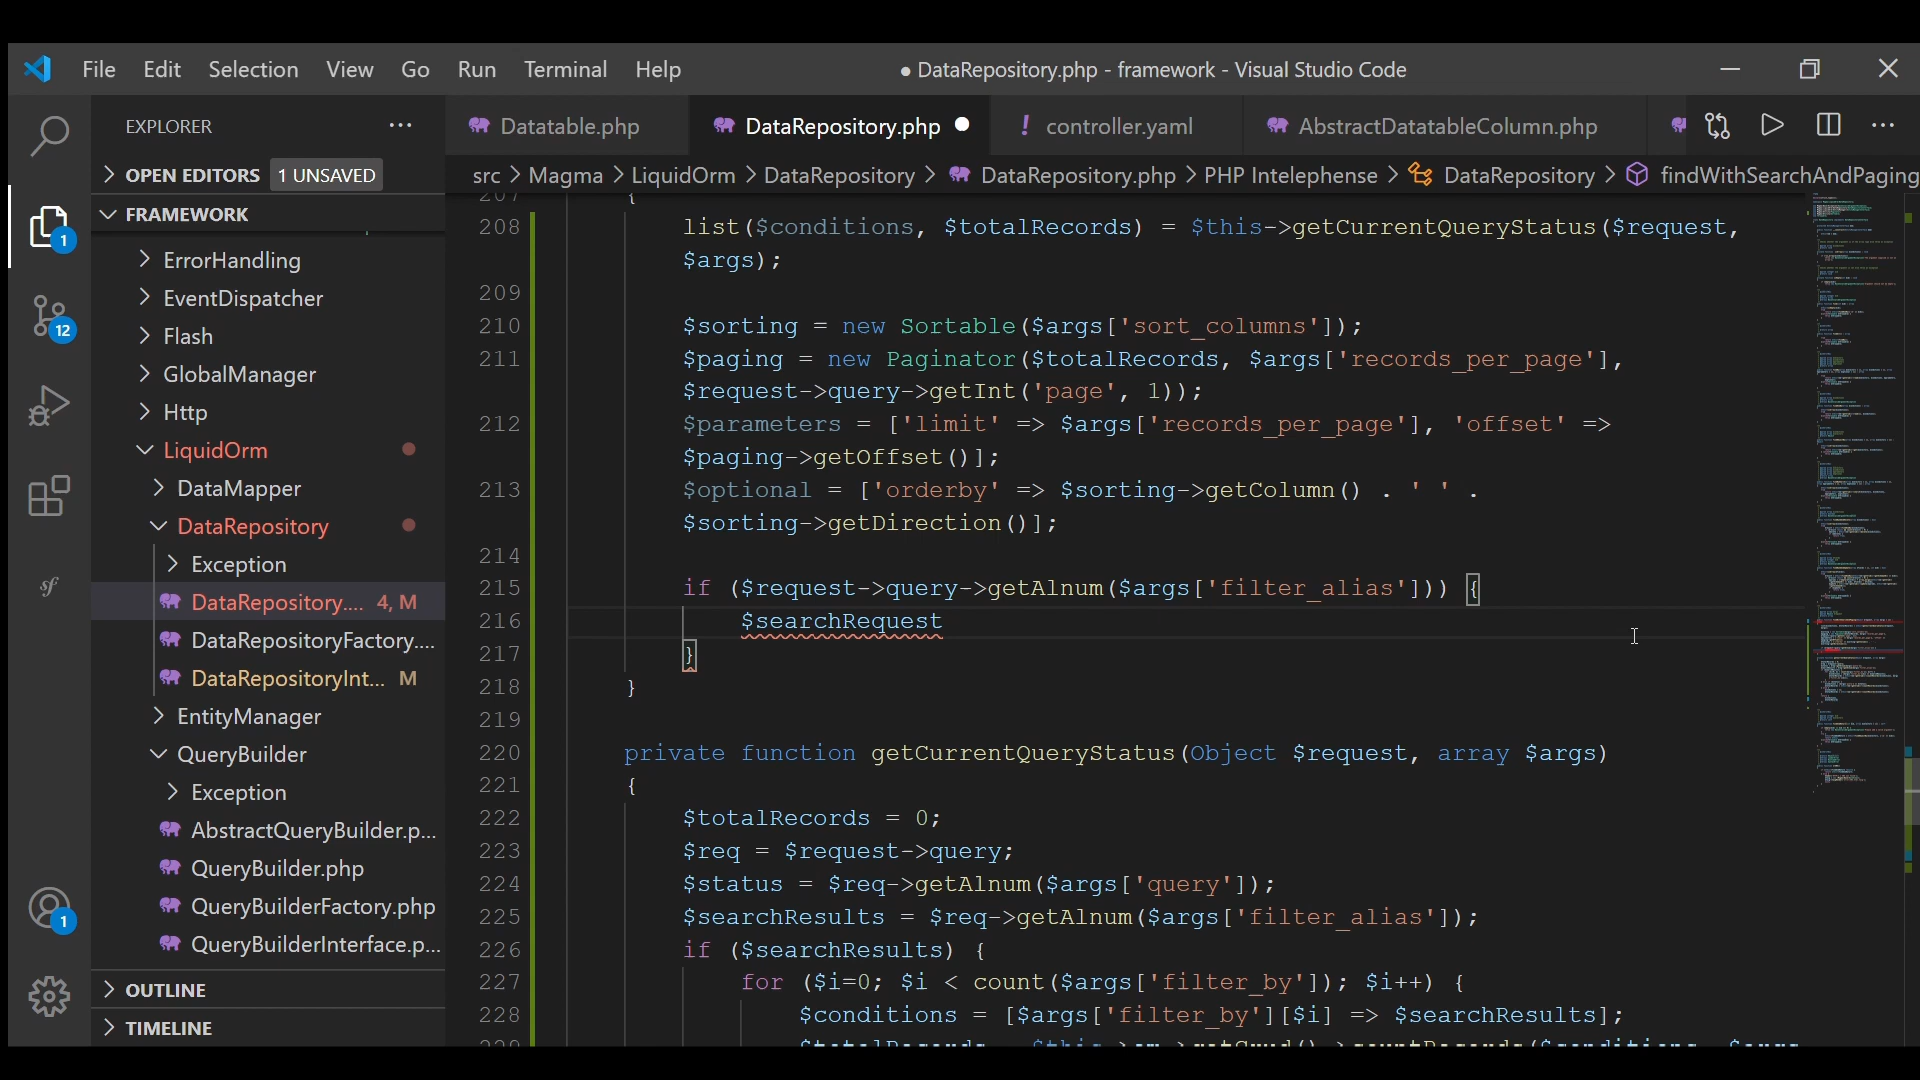 File Edit Selection View Go Run Terminal Help
● DataRepository.php - framework - Visual Studio Code
EXPLORER
OPEN EDITORS 1 UNSAVED
FRAMEWORK
ErrorHandling
EventDispatcher
Flash
GlobalManager
Http
LiquidOrm
DataMapper
DataRepository
Exception
DataRepository.... 4, M
DataRepositoryFactory....
DataRepositoryInt... M
EntityManager
QueryBuilder
Exception
AbstractQueryBuilder.p...
QueryBuilder.php
QueryBuilderFactory.php
QueryBuilderInterface.p...
OUTLINE
TIMELINE
1
12
sf
1
Datatable.php DataRepository.php ! controller.yaml AbstractDatatableColumn.php
src > Magma > LiquidOrm > DataRepository > DataRepository.php > PHP Intelephense > DataRepository > findWithSearchAndPaging
207 {
208 list($conditions, $totalRecords) = $this->getCurrentQueryStatus($request,
$args);
209
210 $sorting = new Sortable($args['sort_columns']);
211 $paging = new Paginator($totalRecords, $args['records_per_page'],
$request->query->getInt('page', 1));
212 $parameters = ['limit' => $args['records_per_page'], 'offset' =>
$paging->getOffset()];
213 $optional = ['orderby' => $sorting->getColumn() . ' ' .
$sorting->getDirection()];
214
215 if ($request->query->getAlnum($args['filter_alias'])) {
216 $searchRequest
217 }
218 }
219
220 private function getCurrentQueryStatus(Object $request, array $args)
221 {
222 $totalRecords = 0;
223 $req = $request->query;
224 $status = $req->getAlnum($args['query']);
225 $searchResults = $req->getAlnum($args['filter_alias']);
226 if ($searchResults) {
227 for ($i=0; $i < count($args['filter_by']); $i++) {
228 $conditions = [$args['filter_by'][$i] => $searchResults];